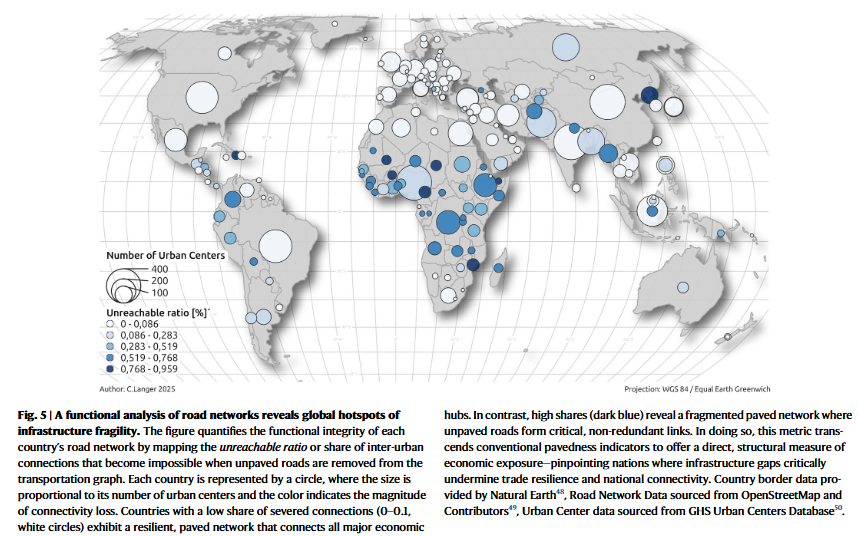 Number of Urban Centers
400
200
100
Unreachable ratio [%]*
0 - 0,086
0,086 - 0,283
0,283 - 0,519
0,519 - 0,768
0,768 - 0,959
Author: C.Langer 2025
Projection: WGS 84 / Equal Earth Greenwich
Fig. 5 | A functional analysis of road networks reveals global hotspots of
infrastructure fragility. The figure quantifies the functional integrity of each
country's road network by mapping the unreachable ratio or share of inter-urban
connections that become impossible when unpaved roads are removed from the
transportation graph. Each country is represented by a circle, where the size is
proportional to its number of urban centers and the color indicates the magnitude
of connectivity loss. Countries with a low share of severed connections (0–0.1,
white circles) exhibit a resilient, paved network that connects all major economic
hubs. In contrast, high shares (dark blue) reveal a fragmented paved network where
unpaved roads form critical, non-redundant links. In doing so, this metric trans-
cends conventional pavedness indicators to offer a direct, structural measure of
economic exposure—pinpointing nations where infrastructure gaps critically
undermine trade resilience and national connectivity. Country border data pro-
vided by Natural Earth⁴⁸, Road Network Data sourced from OpenStreetMap and
Contributors⁴⁹, Urban Center data sourced from GHS Urban Centers Database⁵⁰.